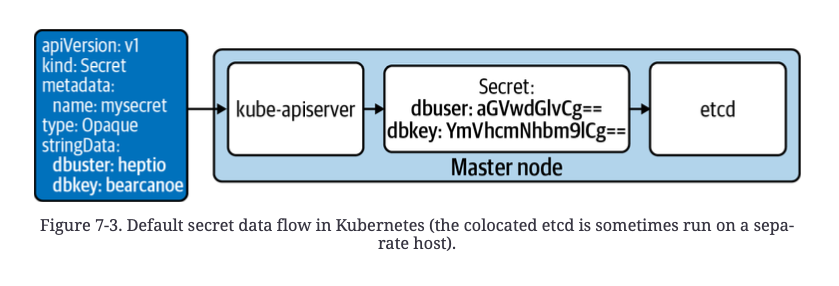 apiVersion: v1
kind: Secret
metadata:
name: mysecret
type: Opaque
stringData:
dbuster: heptio
dbkey: bearcanoe
kube-apiserver
Secret:
dbuser: aGVwdGlvCg==
dbkey: YmVhcmNhbm9lCg==
etcd
Master node
Figure 7-3. Default secret data flow in Kubernetes (the colocated etcd is sometimes run on a sepa-
rate host).